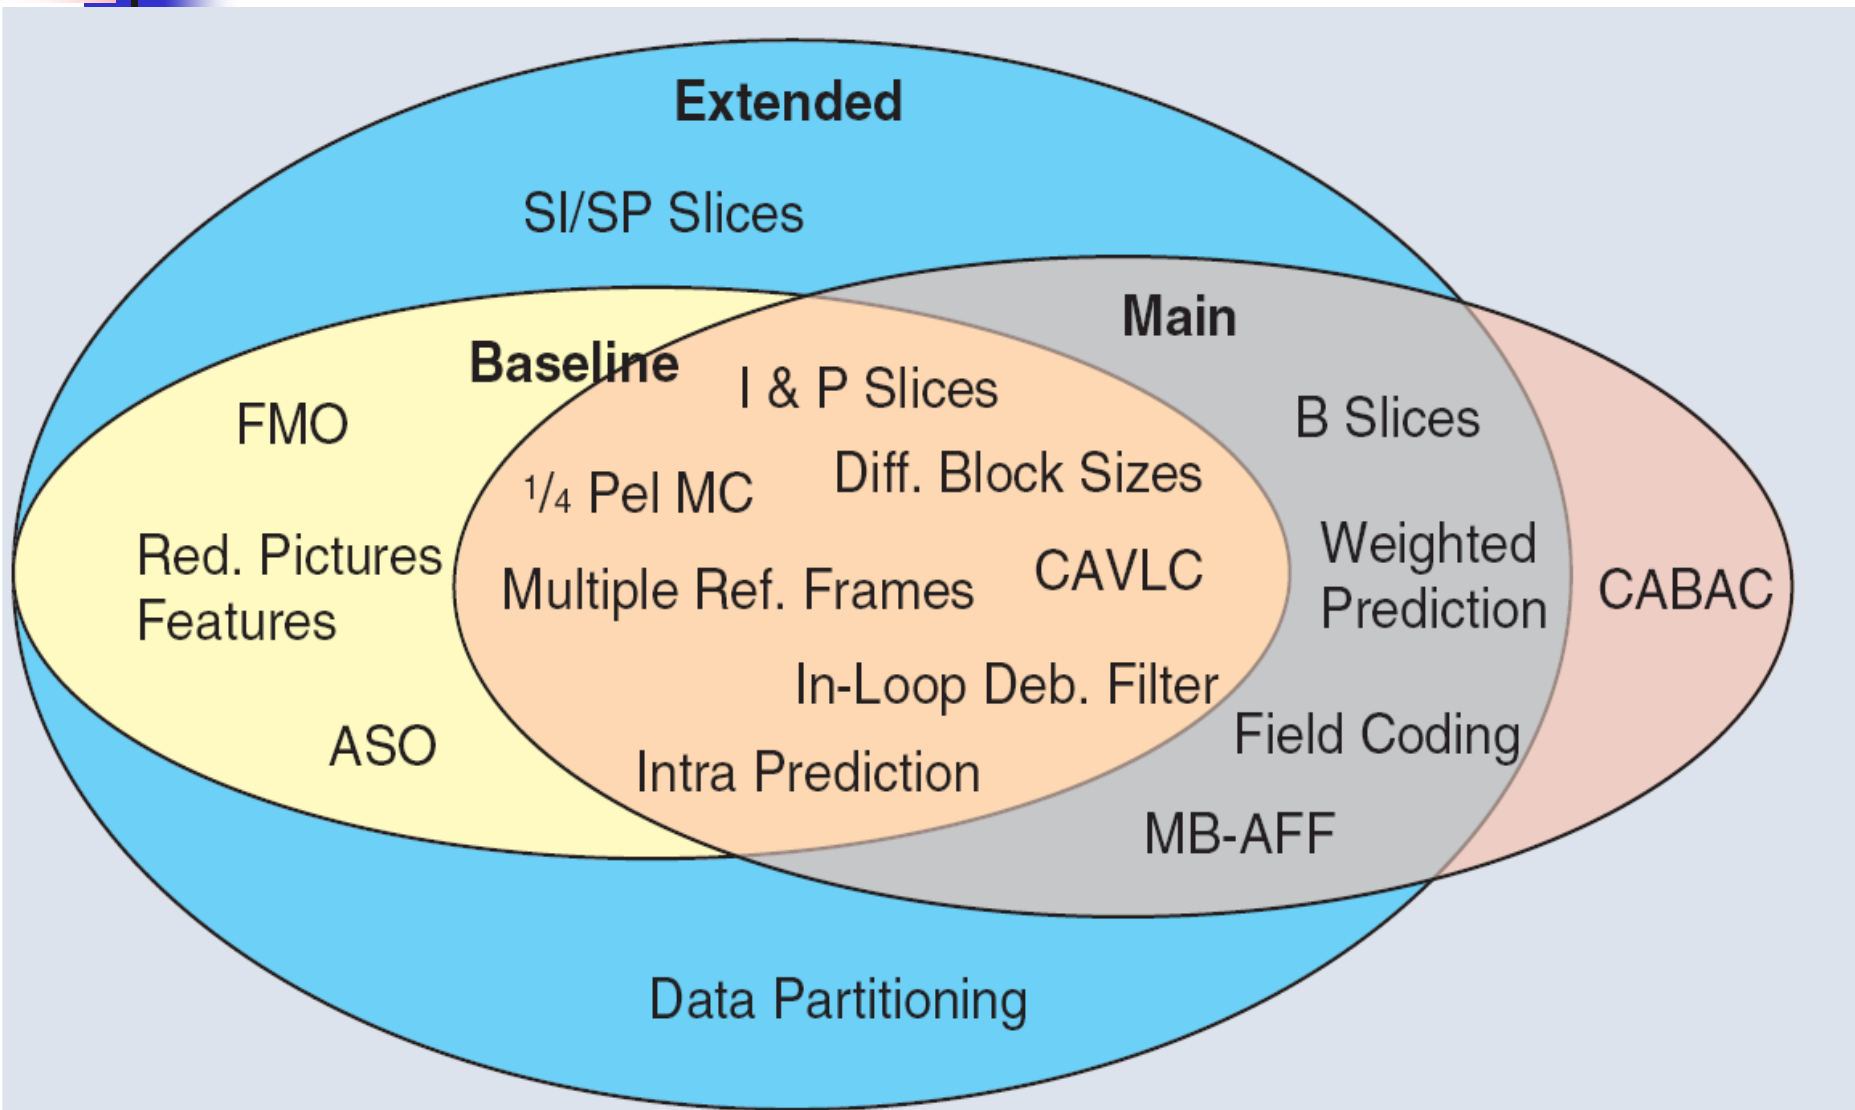 Extended
SI/SP Slices
Main
Baseline
I & P Slices
FMO
B Slices
Diff. Block Sizes
1/4 Pel MC
Red. Pictures
Features
Multiple Ref. Frames
CAVLC
Weighted
Prediction
CABAC
In-Loop Deb. Filter
Field Coding
ASO
Intra Prediction
MB-AFF
Data Partitioning